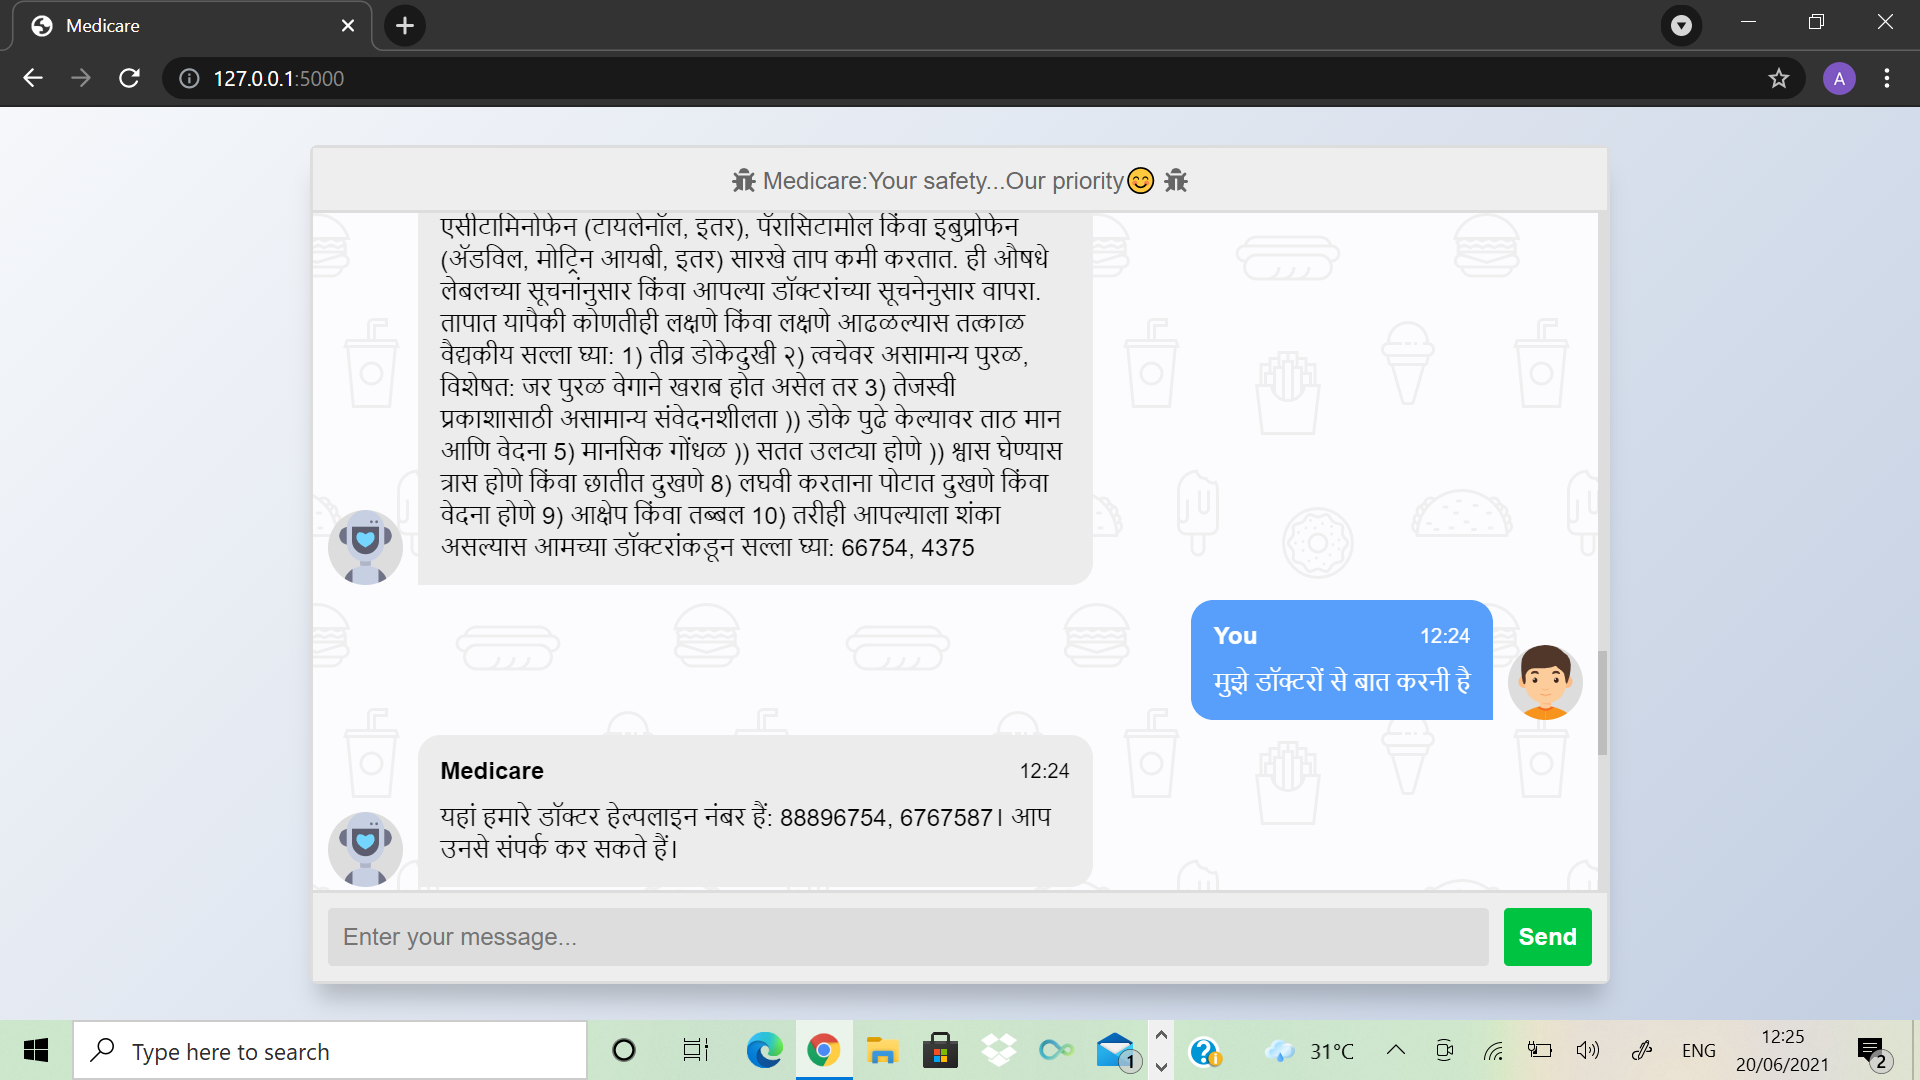 Medicare
127.0.0.1:5000
Medicare:Your safety...Our priority😊
एसीटामिनोफेन (टायलेनॉल, इतर), पॅरासिटामोल किंवा इबुप्रोफेन
(अॅडविल, मोट्रिन आयबी, इतर) सारखे ताप कमी करतात. ही औषधे
लेबलच्या सूचनांनुसार किंवा आपल्या डॉक्टरांच्या सूचनेनुसार वापरा.
तापात यापैकी कोणतीही लक्षणे किंवा लक्षणे आढळल्यास तत्काळ
वैद्यकीय सल्ला घ्या: 1) तीव्र डोकेदुखी २) त्वचेवर असामान्य पुरळ,
विशेषत: जर पुरळ वेगाने खराब होत असेल तर 3) तेजस्वी
प्रकाशासाठी असामान्य संवेदनशीलता )) डोके पुढे केल्यावर ताठ मान
आणि वेदना 5) मानसिक गोंधळ )) सतत उलट्या होणे )) श्वास घेण्यास
त्रास होणे किंवा छातीत दुखणे 8) लघवी करताना पोटात दुखणे किंवा
वेदना होणे 9) आक्षेप किंवा तब्बल 10) तरीही आपल्याला शंका
असल्यास आमच्या डॉक्टरांकडून सल्ला घ्या: 66754, 4375
You 12:24
मुझे डॉक्टरों से बात करनी है
Medicare 12:24
यहां हमारे डॉक्टर हेल्पलाइन नंबर हैं: 88896754, 6767587। आप
उनसे संपर्क कर सकते हैं।
Enter your message...
Send
A
Type here to search
1
31°C
ENG
12:25
20/06/2021
2